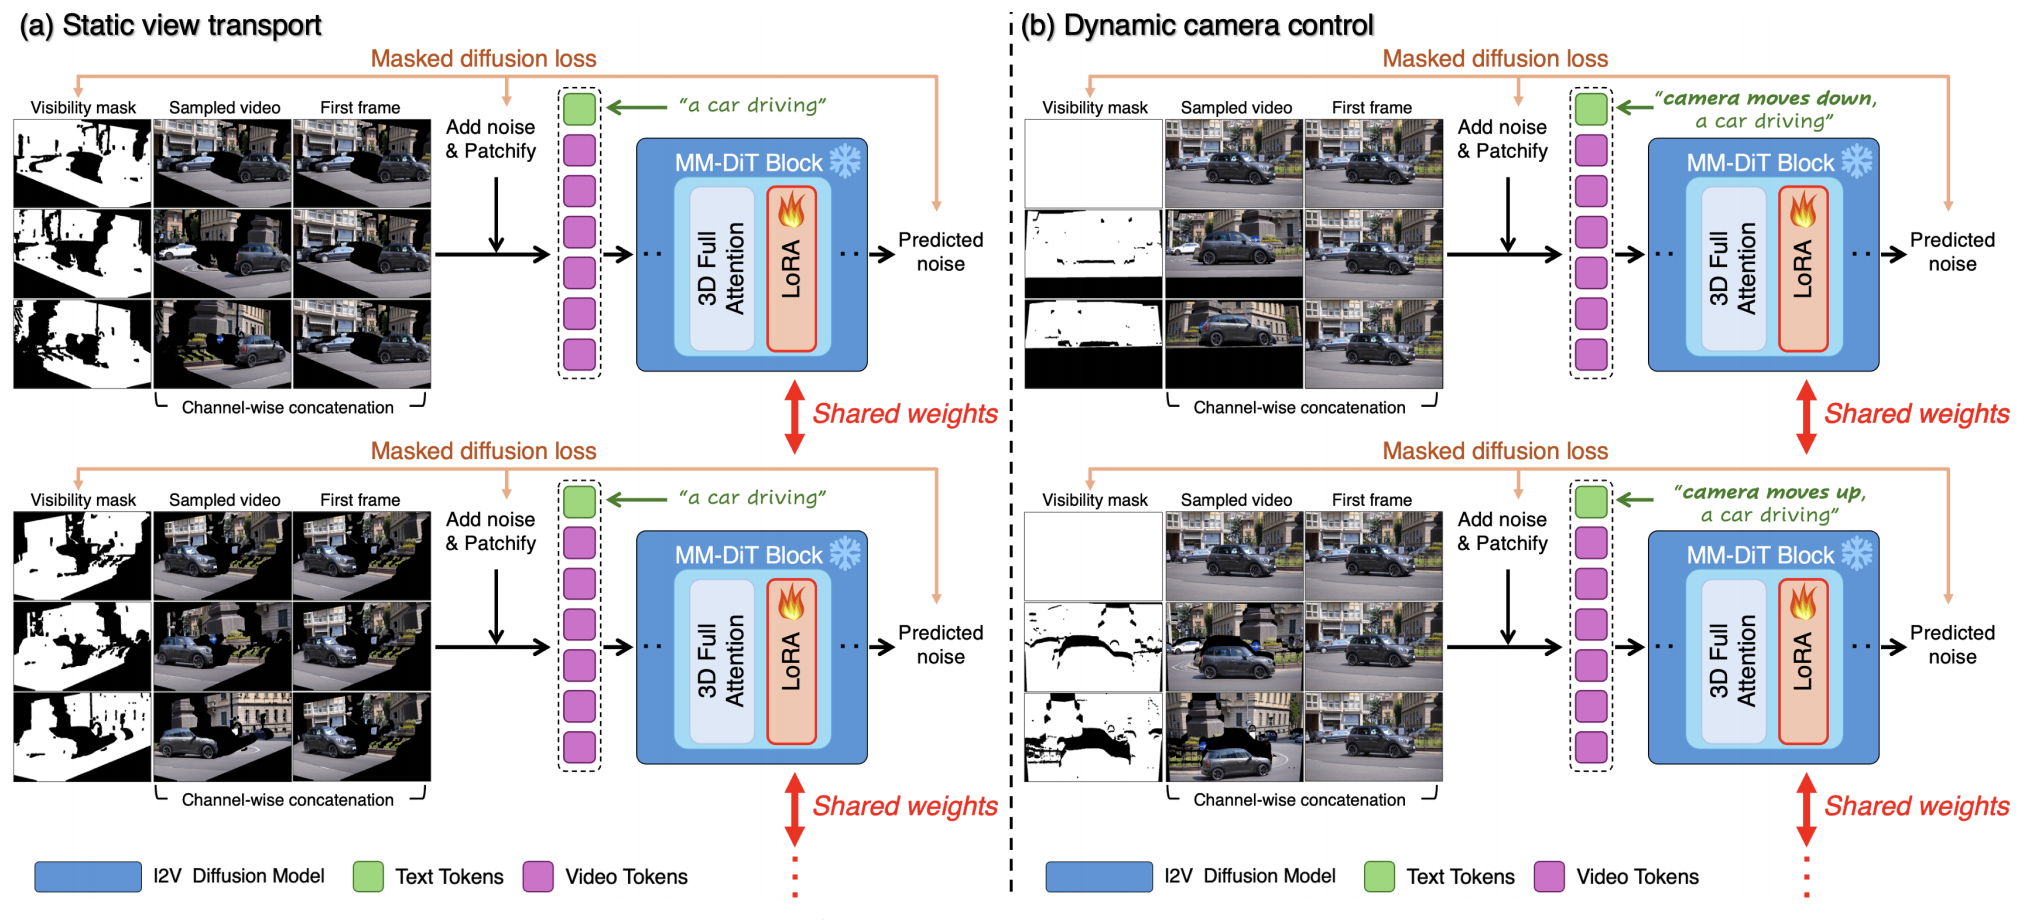 (a) Static view transport
Masked diffusion loss
Visibility mask
Sampled video
First frame
Add noise
& Patchify
"a car driving"
MM-DiT Block
3D Full
Attention
LoRA
Predicted
noise
Channel-wise concatenation
Shared weights
Masked diffusion loss
Visibility mask
Sampled video
First frame
Add noise
& Patchify
"a car driving"
MM-DiT Block
3D Full
Attention
LoRA
Predicted
noise
Channel-wise concatenation
Shared weights
I2V Diffusion Model
Text Tokens
Video Tokens
(b) Dynamic camera control
Masked diffusion loss
Visibility mask
Sampled video
First frame
Add noise
& Patchify
"camera moves down,
a car driving"
MM-DiT Block
3D Full
Attention
LoRA
Predicted
noise
Channel-wise concatenation
Shared weights
Masked diffusion loss
Visibility mask
Sampled video
First frame
Add noise
& Patchify
"camera moves up,
a car driving"
MM-DiT Block
3D Full
Attention
LoRA
Predicted
noise
Channel-wise concatenation
Shared weights
I2V Diffusion Model
Text Tokens
Video Tokens